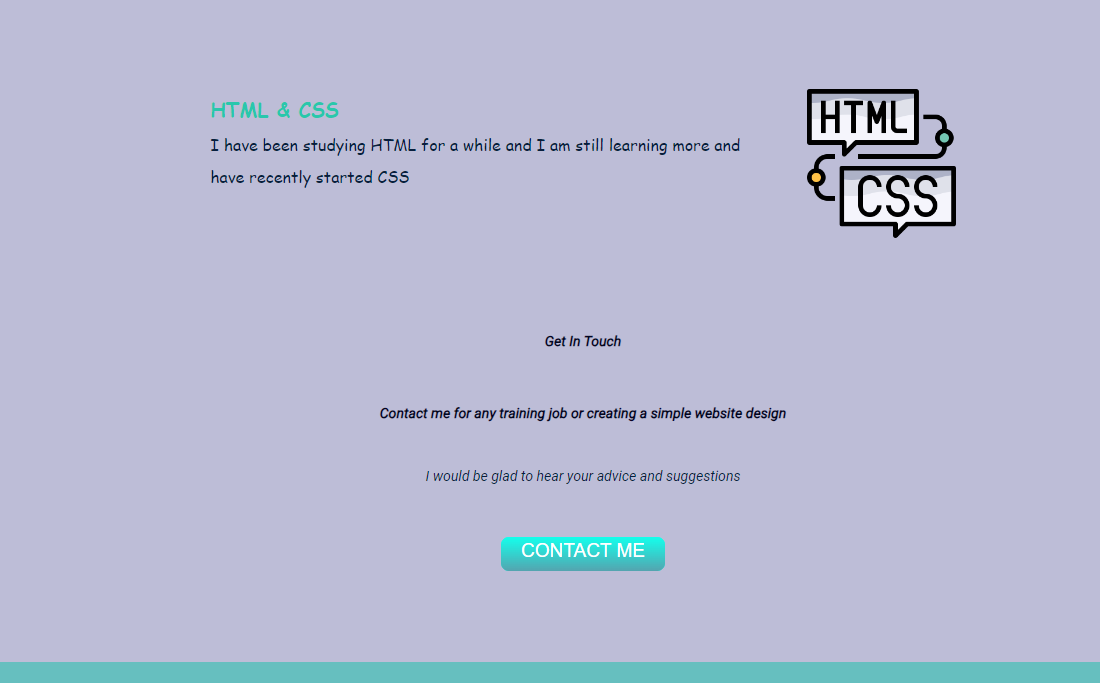 HTML & CSS
I have been studying HTML for a while and I am still learning more and
have recently started CSS
HTML
CSS
Get In Touch
Contact me for any training job or creating a simple website design
I would be glad to hear your advice and suggestions
CONTACT ME